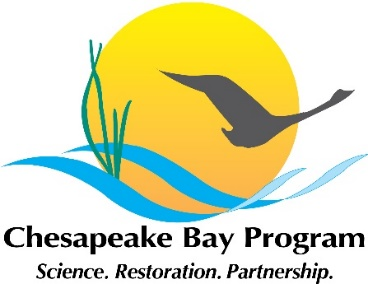 Chesapeake Bay Program
Science. Restoration. Partnership.